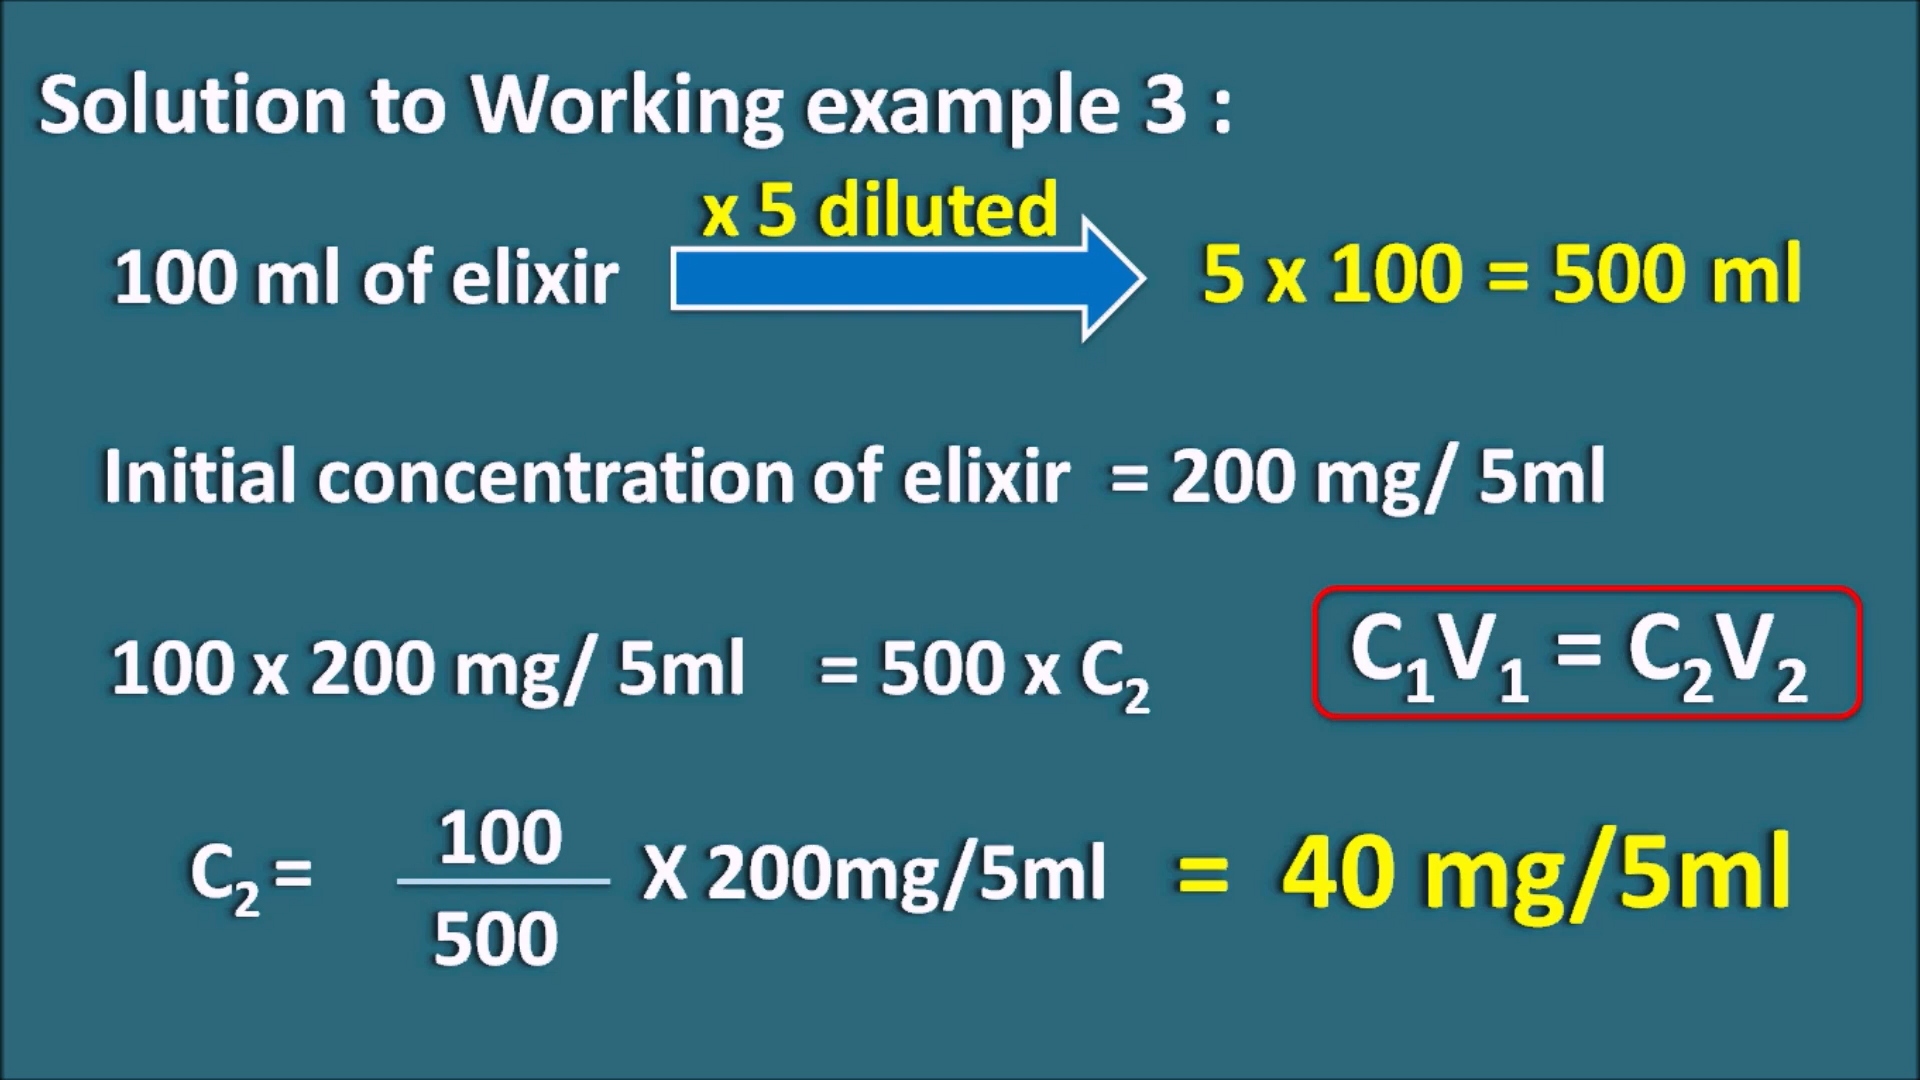 Solution to Working example 3 :
x 5 diluted
100 ml of elixir
5 x 100 = 500 ml
Initial concentration of elixir = 200 mg/ 5ml
100 x 200 mg/ 5ml = 500 x C₂
C₁V₁ = C₂V₂
C₂ = 100/500 X 200mg/5ml = 40 mg/5ml